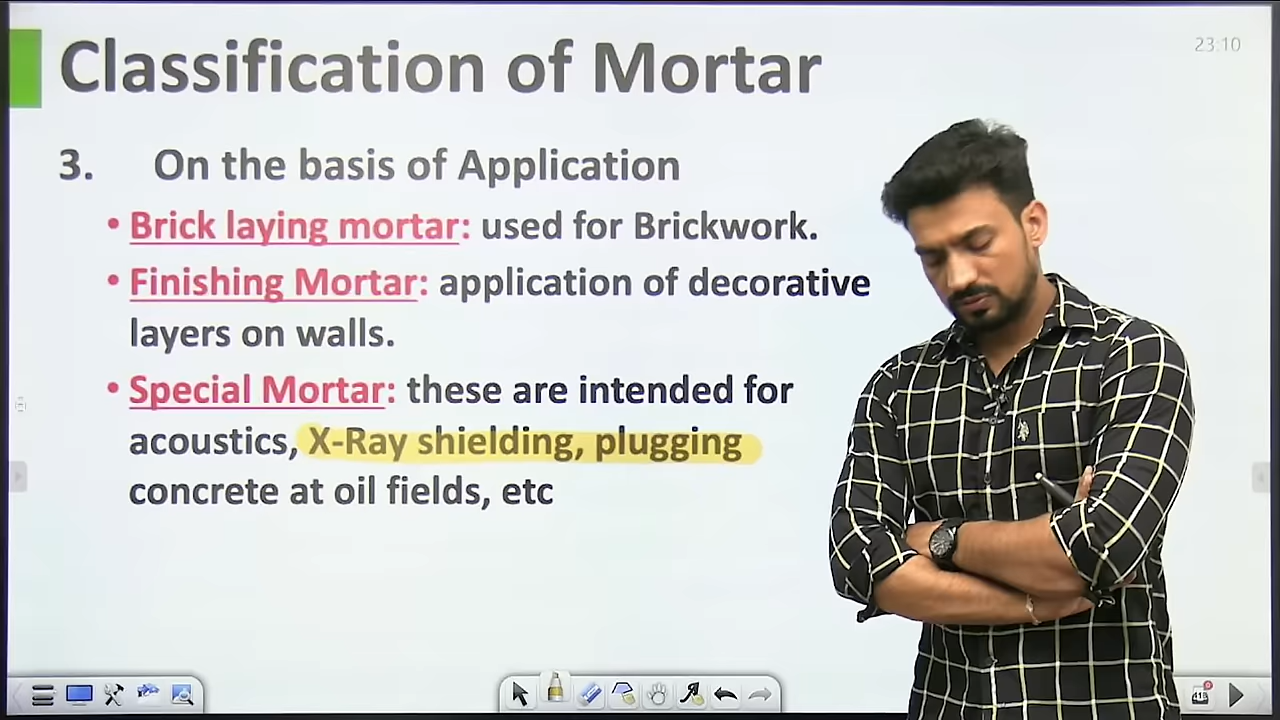 Classification of Mortar
23:10
3. On the basis of Application
• Brick laying mortar: used for Brickwork.
• Finishing Mortar: application of decorative
layers on walls.
• Special Mortar: these are intended for
acoustics, X-Ray shielding, plugging
concrete at oil fields, etc